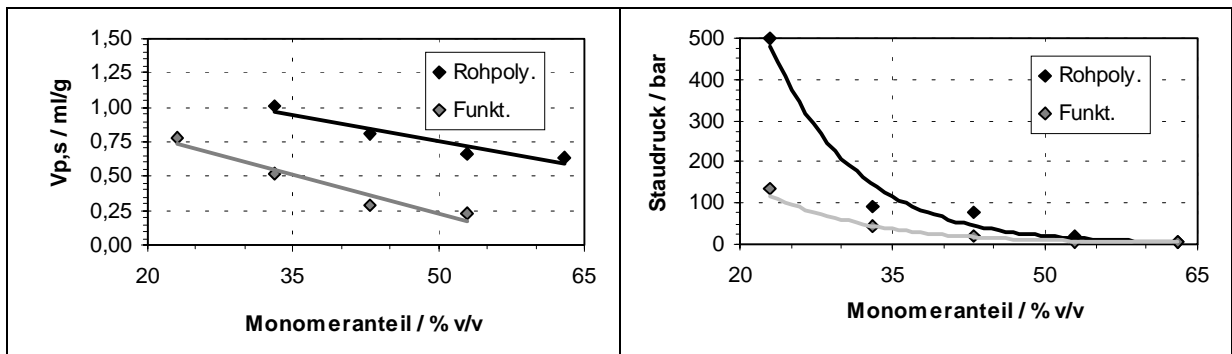 Vp,s / ml/g
1,50
1,25
1,00
0,75
0,50
0,25
0,00
20
35
50
65
Monomeranteil / % v/v
Rohpoly.
Funkt.
Staudruck / bar
500
400
300
200
100
0
20
35
50
65
Monomeranteil / % v/v
Rohpoly.
Funkt.